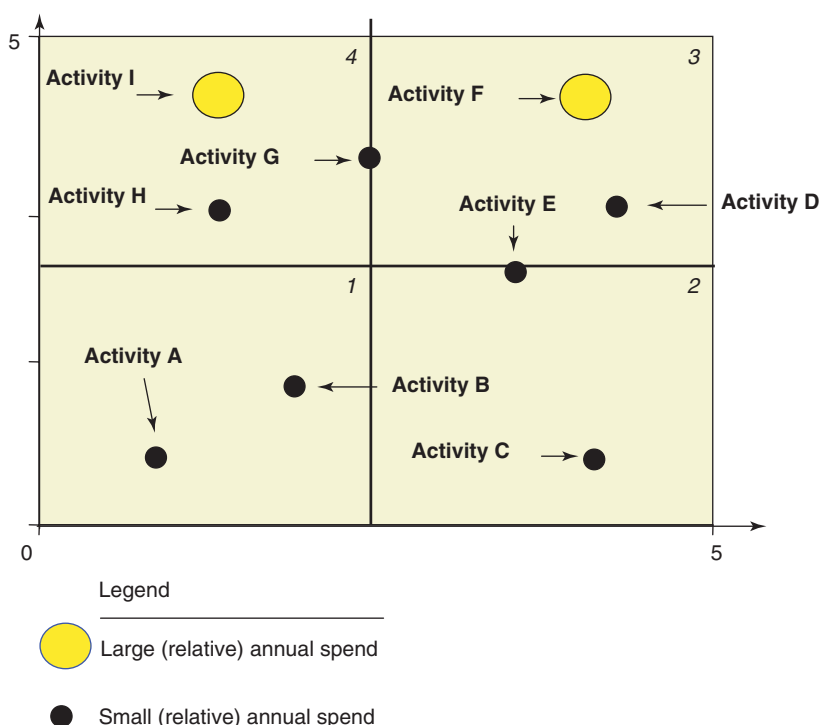 5
4
3
Activity I
Activity F
Activity G
Activity H
Activity E
Activity D
1
2
Activity A
Activity B
Activity C
0
5
Legend
Large (relative) annual spend
Small (relative) annual spend